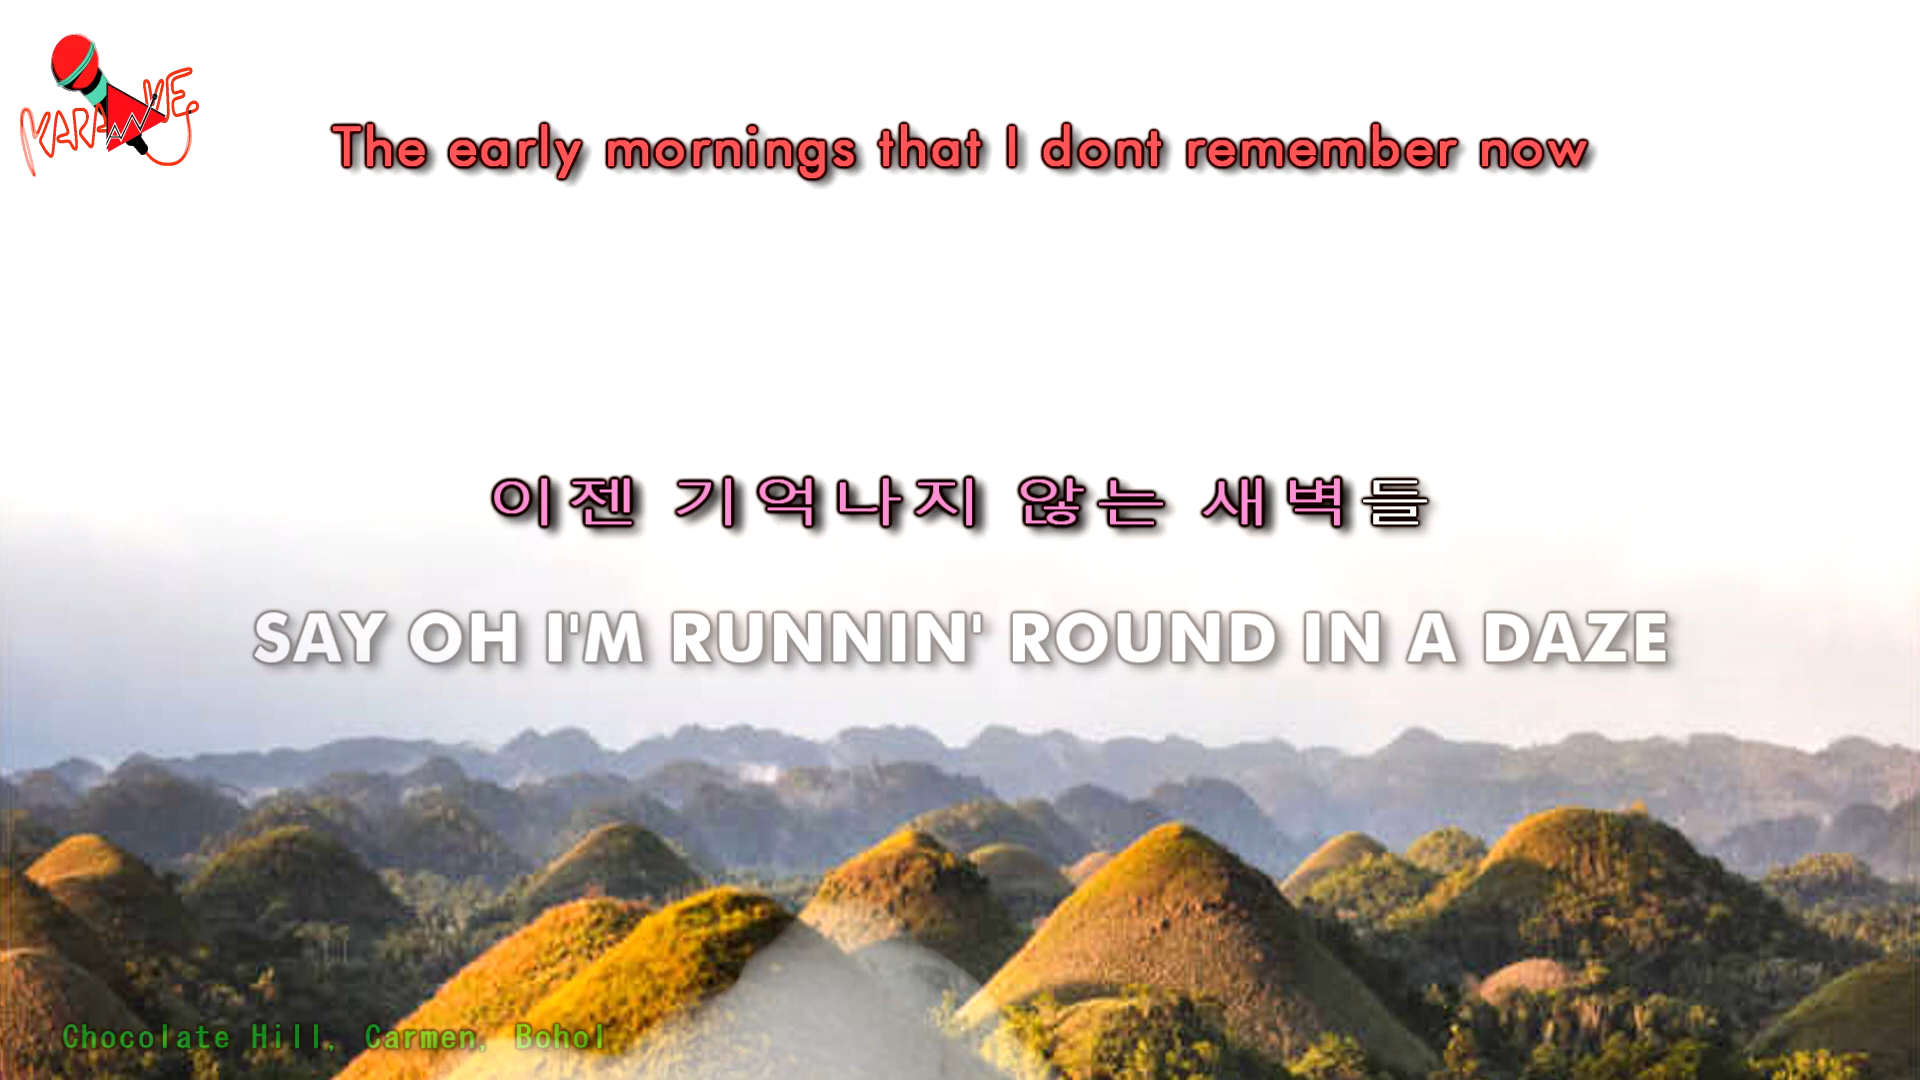 KARAOKE
The early mornings that I dont remember now
이젠 기억나지 않는 새벽들
SAY OH I'M RUNNIN' ROUND IN A DAZE
Chocolate Hill, Carmen, Bohol